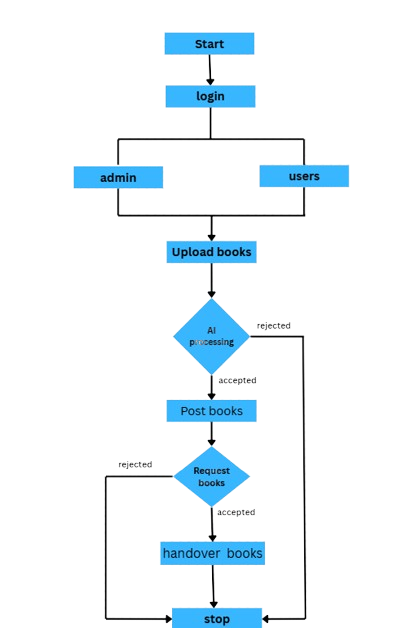 Start
login
admin
users
Upload books
AI
processing
rejected
accepted
Post books
rejected
Request
books
accepted
handover books
stop